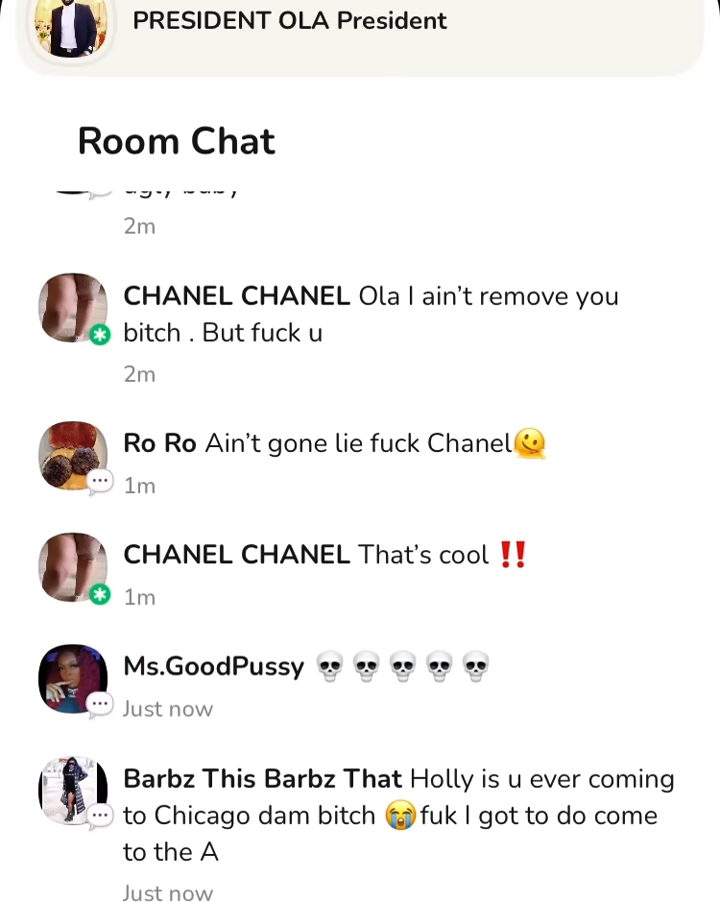 PRESIDENT OLA President
Room Chat
2m
CHANEL CHANEL Ola I ain’t remove you
bitch . But fuck u
2m
Ro Ro Ain’t gone lie fuck Chanel🫠
1m
CHANEL CHANEL That’s cool ‼️
1m
Ms.GoodPussy 💀💀💀💀💀
Just now
Barbz This Barbz That Holly is u ever coming
to Chicago dam bitch 😭fuk I got to do come
to the A
Just now